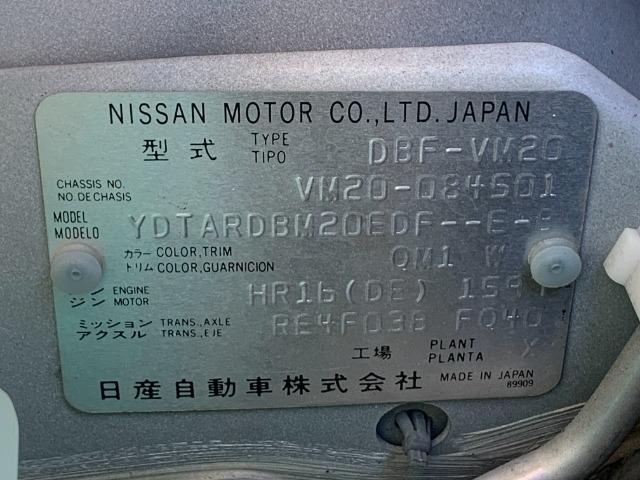 NISSAN MOTOR CO.,LTD. JAPAN
型式 TYPE TIPO DBF-VM20
CHASSIS NO. NO.DE CHASIS VM20-084501
MODEL MODELO YDTARDBM20EDF--E-
カラー COLOR,TRIM
トリム COLOR,GUARNICION QM1 W
ジン ENGINE MOTOR HR16(DE) 159
ミッション TRANS.,AXLE
アクスル TRANS.,EJE RE4F03B FQ40
工場 PLANT PLANTA X
日産自動車株式会社 MADE IN JAPAN
89909